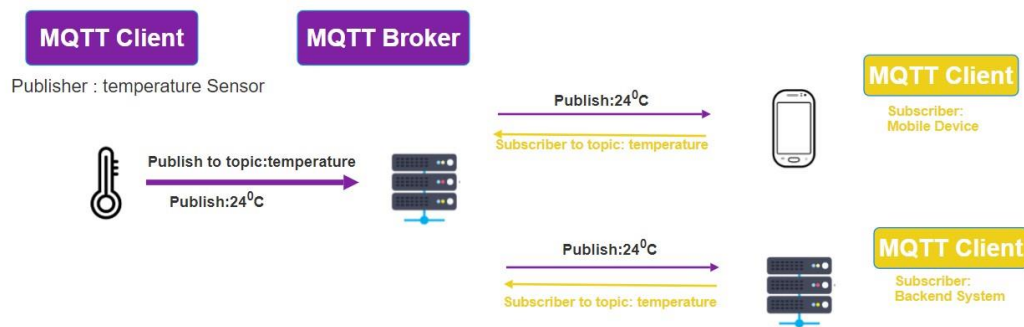 MQTT Client
MQTT Broker
Publisher : temperature Sensor
Publish to topic:temperature
Publish:24⁰C
Publish:24⁰C
Subscriber to topic: temperature
MQTT Client
Subscriber:
Mobile Device
Publish:24⁰C
Subscriber to topic: temperature
MQTT Client
Subscriber:
Backend System